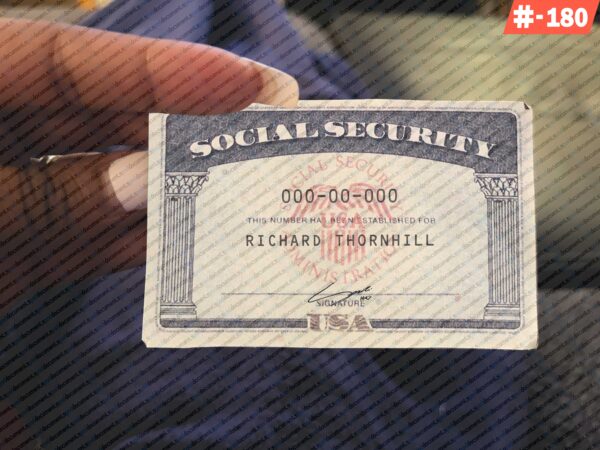 #-180
SOCIAL SECURITY
000-00-000
THIS NUMBER HAS BEEN ESTABLISHED FOR
RICHARD THORNHILL
SIGNATURE
USA